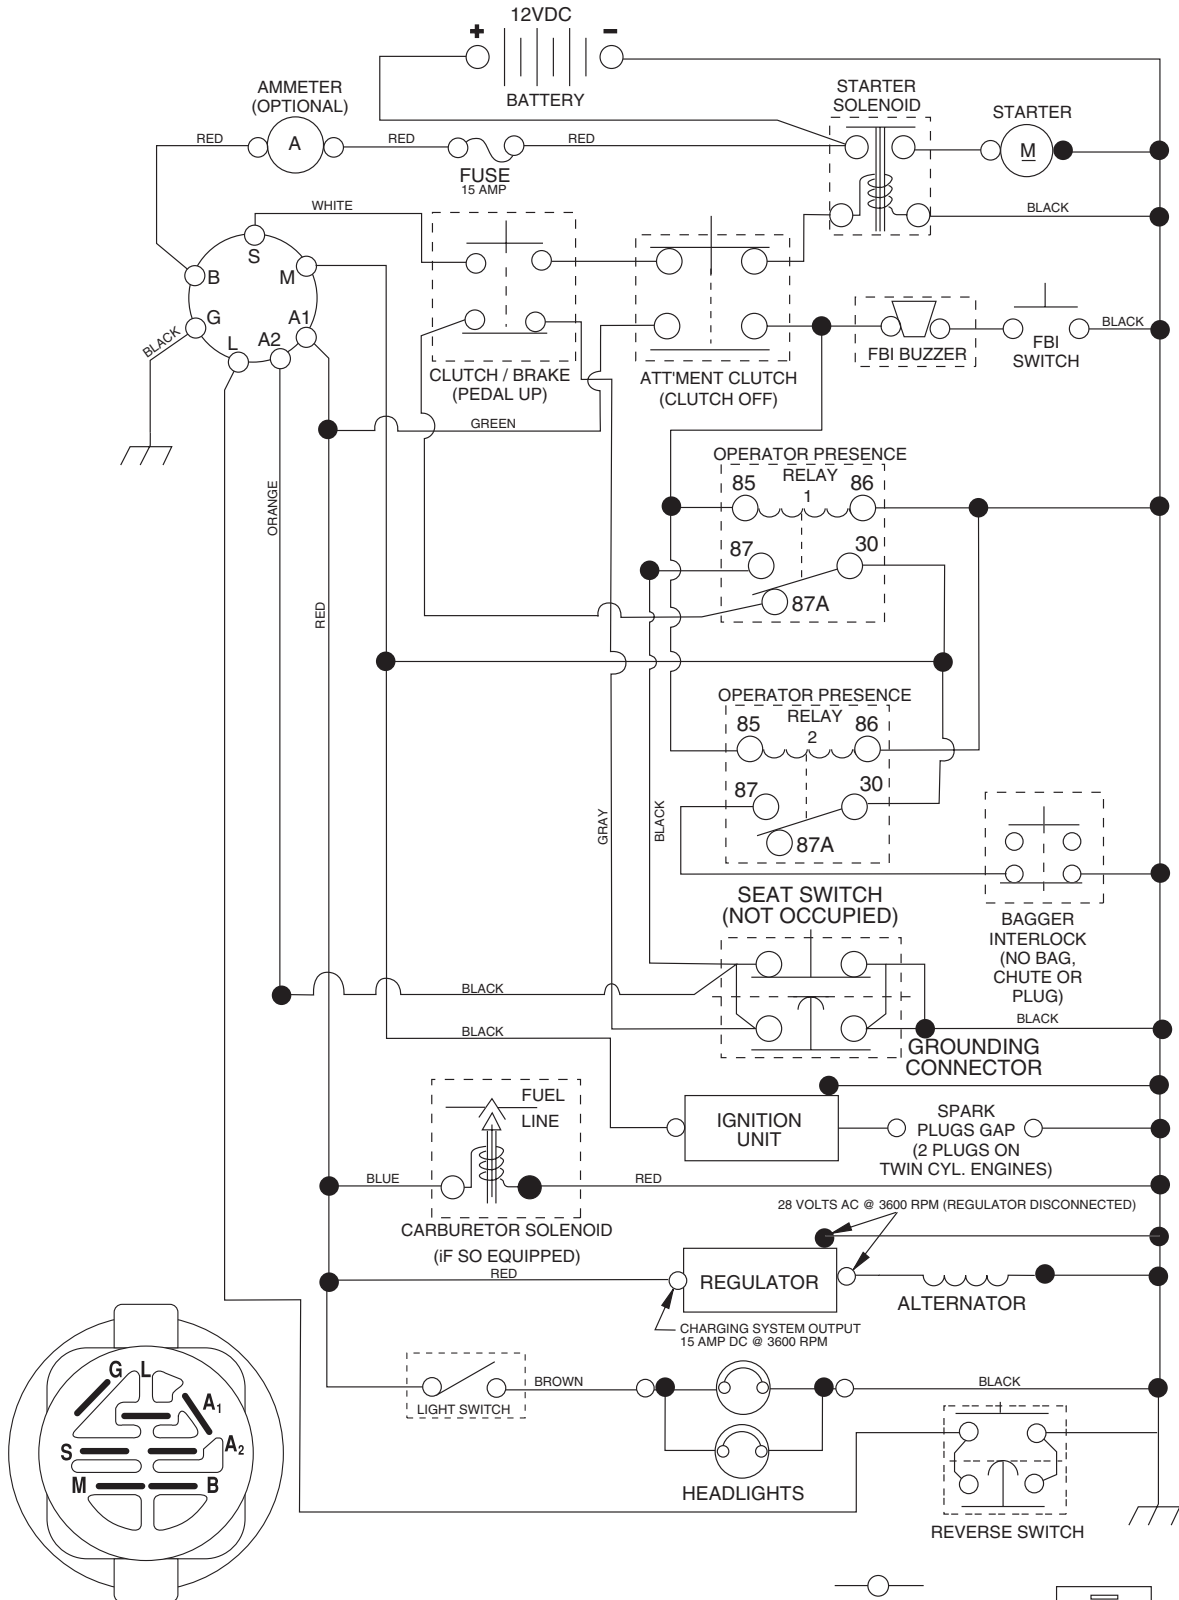 12VDC
+
-
BATTERY
AMMETER
(OPTIONAL)
STARTER
SOLENOID
STARTER
RED
A
RED
RED
M
FUSE
15 AMP
WHITE
BLACK
S
B
M
G
A1
L
A2
BLACK
CLUTCH / BRAKE
(PEDAL UP)
ATT'MENT CLUTCH
(CLUTCH OFF)
FBI BUZZER
FBI
SWITCH
BLACK
GREEN
ORANGE
RED
OPERATOR PRESENCE
RELAY
1
85
86
87
30
87A
OPERATOR PRESENCE
RELAY
2
85
86
87
30
87A
GRAY
BLACK
SEAT SWITCH
(NOT OCCUPIED)
BAGGER
INTERLOCK
(NO BAG,
CHUTE OR
PLUG)
BLACK
BLACK
BLACK
GROUNDING
CONNECTOR
FUEL
LINE
IGNITION
UNIT
SPARK
PLUGS GAP
(2 PLUGS ON
TWIN CYL. ENGINES)
BLUE
RED
CARBURETOR SOLENOID
(iF SO EQUIPPED)
28 VOLTS AC @ 3600 RPM (REGULATOR DISCONNECTED)
RED
REGULATOR
ALTERNATOR
CHARGING SYSTEM OUTPUT
15 AMP DC @ 3600 RPM
LIGHT SWITCH
BROWN
BLACK
HEADLIGHTS
REVERSE SWITCH
G
L
A1
A2
S
M
B